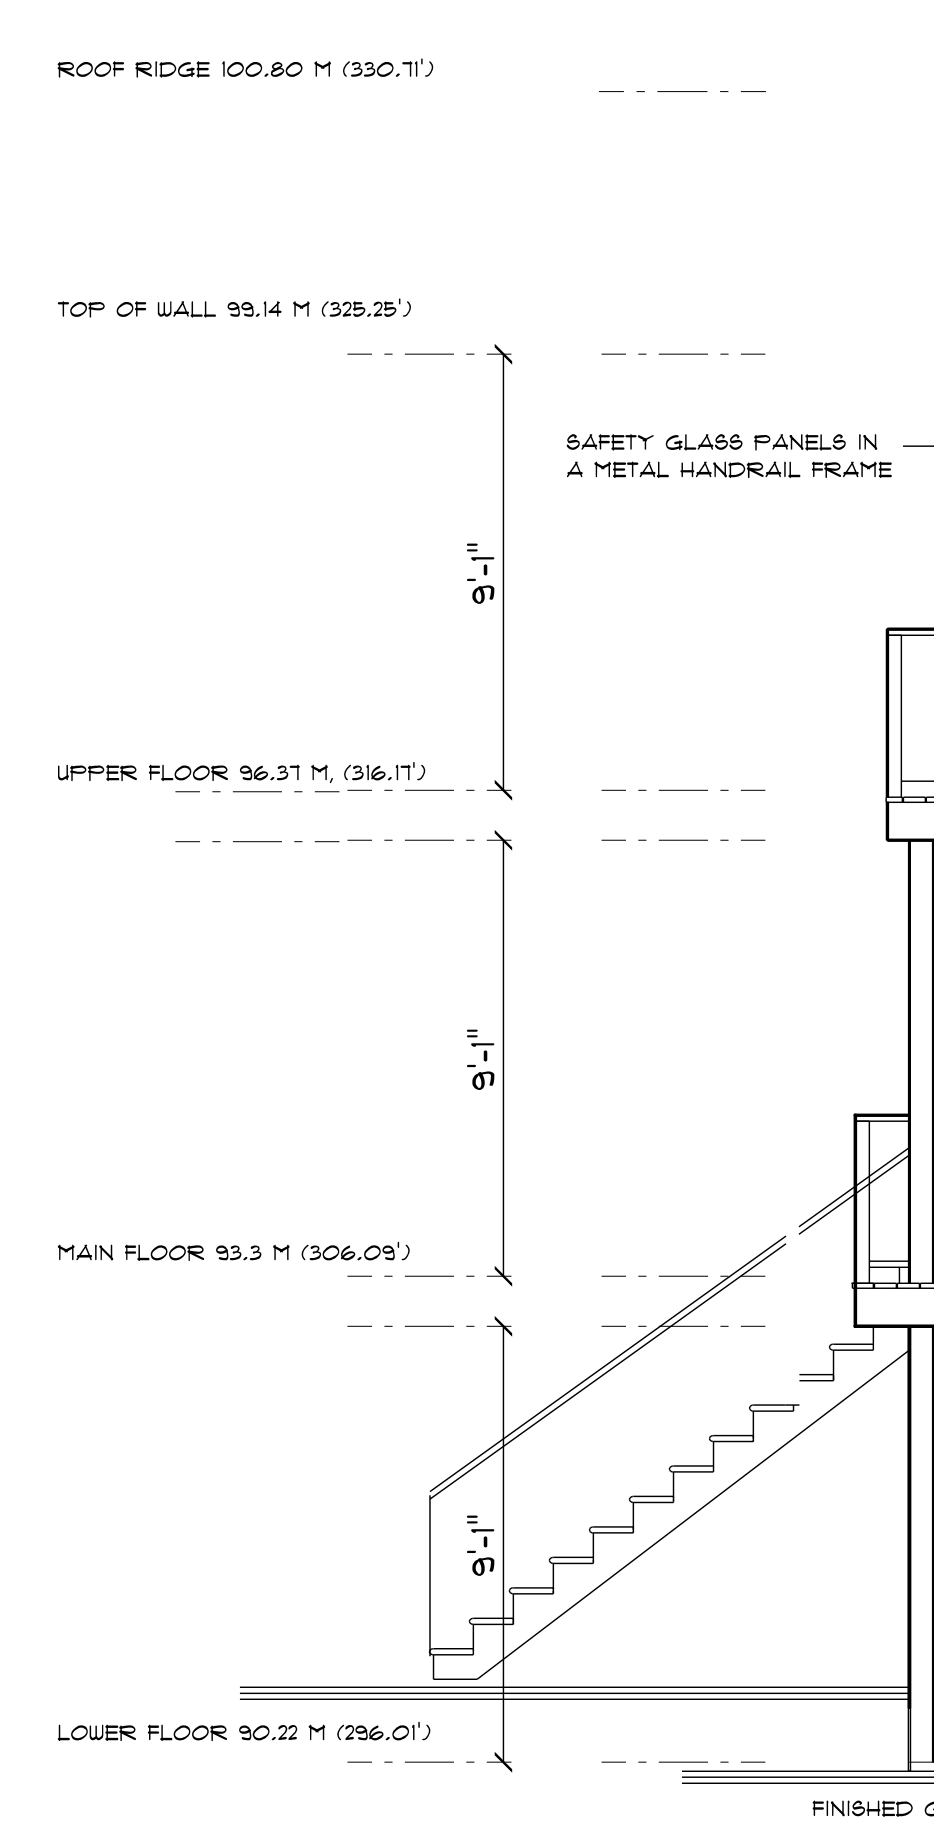 ROOF RIDGE 100.80 M (330.71')
TOP OF WALL 99.14 M (325.25')
SAFETY GLASS PANELS IN
A METAL HANDRAIL FRAME
9'-1"
UPPER FLOOR 96.37 M, (316.17')
9'-1"
MAIN FLOOR 93.3 M (306.09')
9'-1"
LOWER FLOOR 90.22 M (296.01')
FINISHED